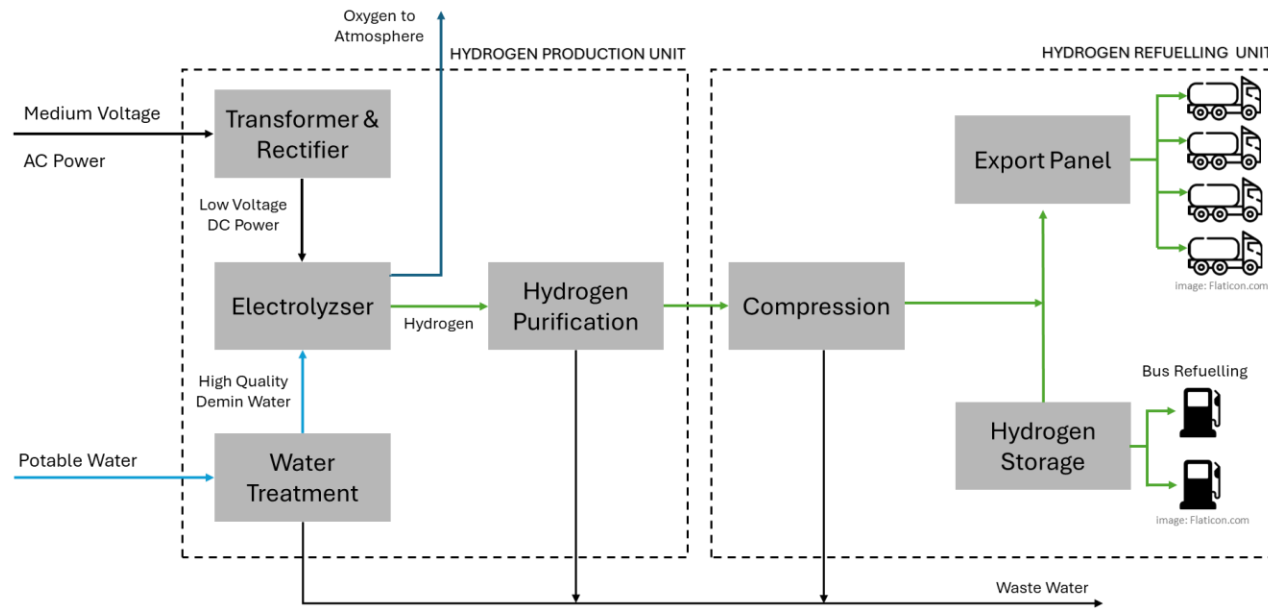 Oxygen to
Atmosphere
HYDROGEN PRODUCTION UNIT
HYDROGEN REFUELLING UNIT
Medium Voltage
AC Power
Transformer &
Rectifier
Export Panel
Low Voltage
DC Power
image: Flaticon.com
Electrolyzser
Hydrogen
Hydrogen
Purification
Compression
High Quality
Demin Water
Bus Refuelling
Potable Water
Water
Treatment
Hydrogen
Storage
image: Flaticon.com
Waste Water